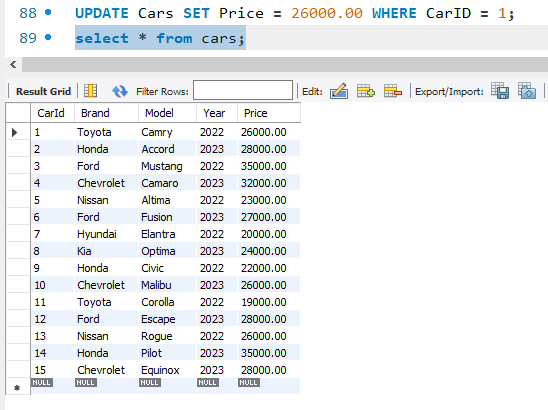 88 UPDATE Cars SET Price = 26000.00 WHERE CarID = 1;
89 select * from cars;
Result Grid Filter Rows: Edit: Export/Import:
CarId Brand Model Year Price
1 Toyota Camry 2022 26000.00
2 Honda Accord 2023 28000.00
3 Ford Mustang 2022 35000.00
4 Chevrolet Camaro 2023 32000.00
5 Nissan Altima 2022 23000.00
6 Ford Fusion 2023 27000.00
7 Hyundai Elantra 2022 20000.00
8 Kia Optima 2023 24000.00
9 Honda Civic 2022 22000.00
10 Chevrolet Malibu 2023 26000.00
11 Toyota Corolla 2022 19000.00
12 Ford Escape 2023 28000.00
13 Nissan Rogue 2022 26000.00
14 Honda Pilot 2023 35000.00
15 Chevrolet Equinox 2023 28000.00
NULL NULL NULL NULL NULL